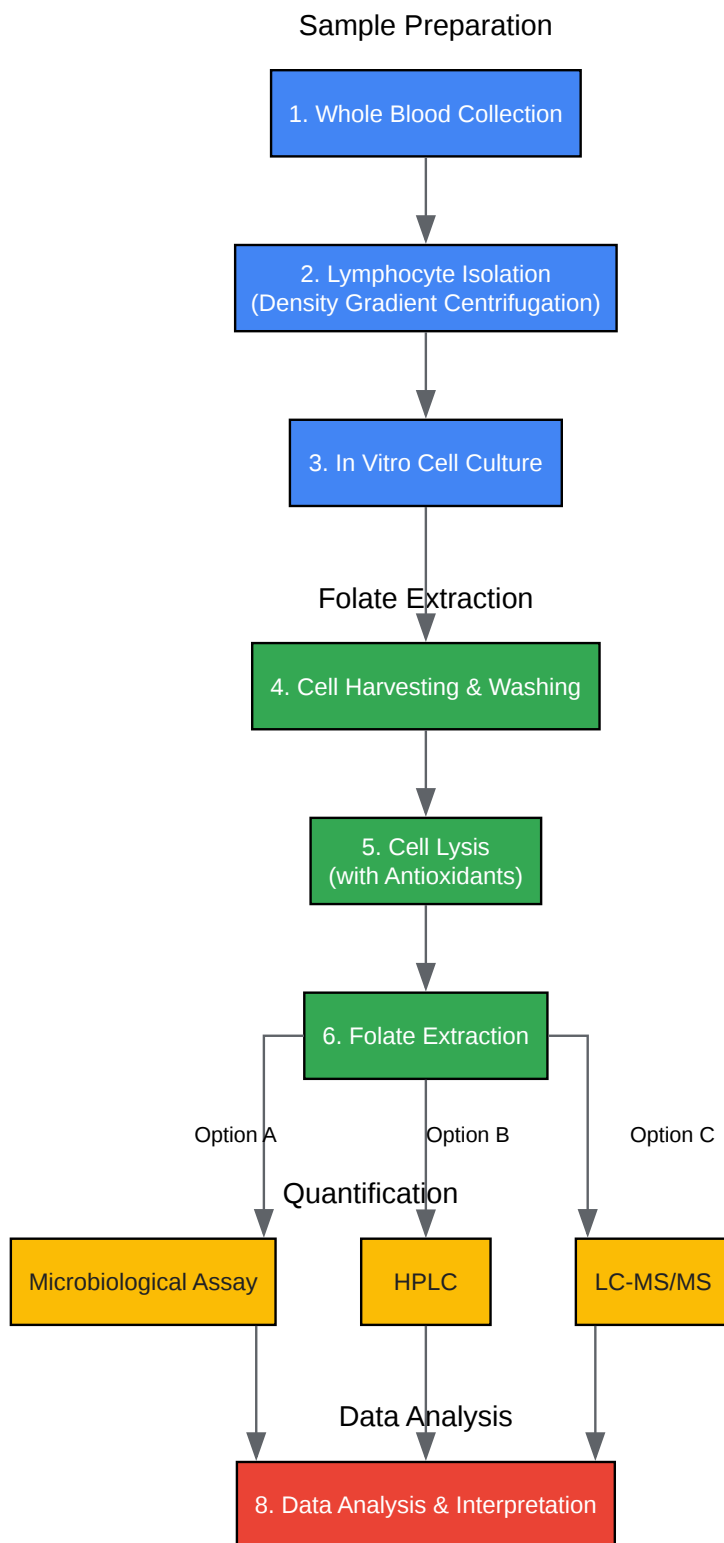 Sample Preparation
1. Whole Blood Collection
2. Lymphocyte Isolation
(Density Gradient Centrifugation)
3. In Vitro Cell Culture
Folate Extraction
4. Cell Harvesting & Washing
5. Cell Lysis
(with Antioxidants)
6. Folate Extraction
Option A
Option B
Option C
Quantification
Microbiological Assay
HPLC
LC-MS/MS
Data Analysis
8. Data Analysis & Interpretation